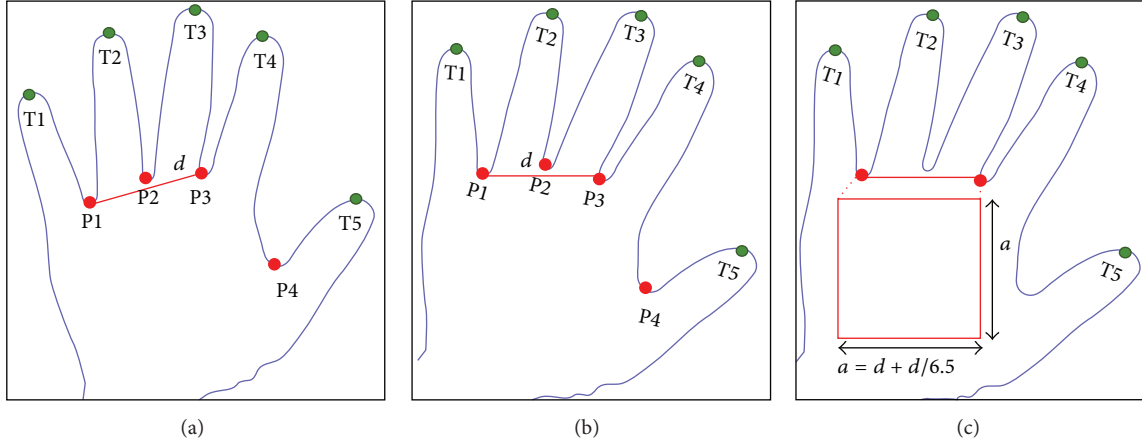 T3
T2
T4
T1
d
P2
P3
P1
T5
P4
(a)
T2
T3
T1
T4
d
P2
P1
P3
T5
P4
(b)
T2
T3
T1
T4
a
T5
a = d + d/6.5
(c)